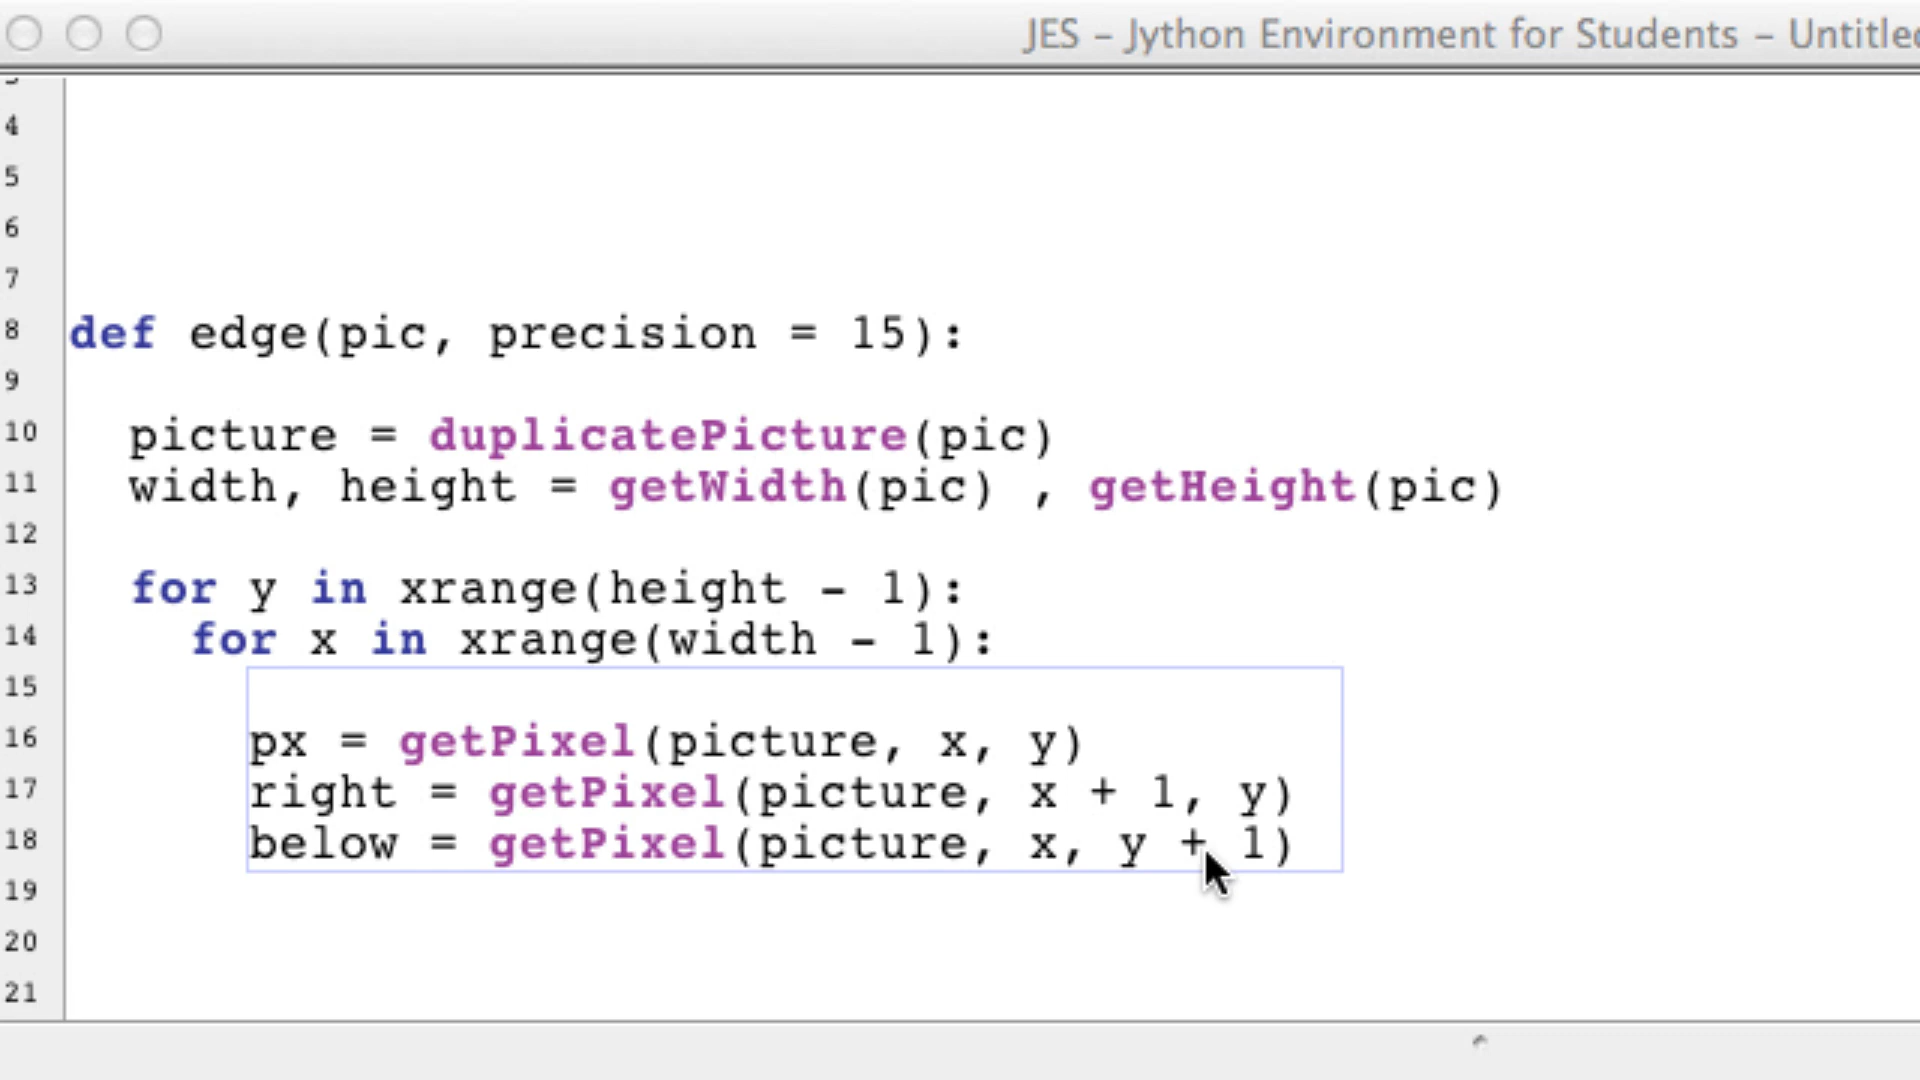 JES – Jython Environment for Students –
4
5
6
7
8 def edge(pic, precision = 15):
9
10 picture = duplicatePicture(pic)
11 width, height = getWidth(pic) , getHeight(pic)
12
13 for y in xrange(height - 1):
14 for x in xrange(width - 1):
15
16 px = getPixel(picture, x, y)
17 right = getPixel(picture, x + 1, y)
18 below = getPixel(picture, x, y + 1)
19
20
21